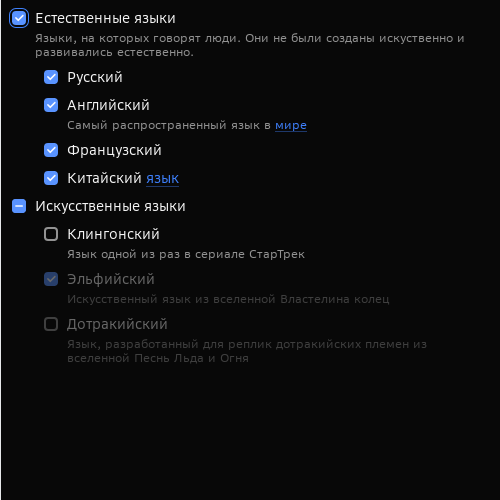 Естественные языки
Языки, на которых говорят люди. Они не были созданы искуственно и
развивались естественно.
Русский
Английский
Самый распространенный язык в мире
Французский
Китайский язык
Искусственные языки
Клингонский
Язык одной из раз в сериале СтарТрек
Эльфийский
Искусственный язык из вселенной Властелина колец
Дотракийский
Язык, разработанный для реплик дотракийских племен из
вселенной Песнь Льда и Огня